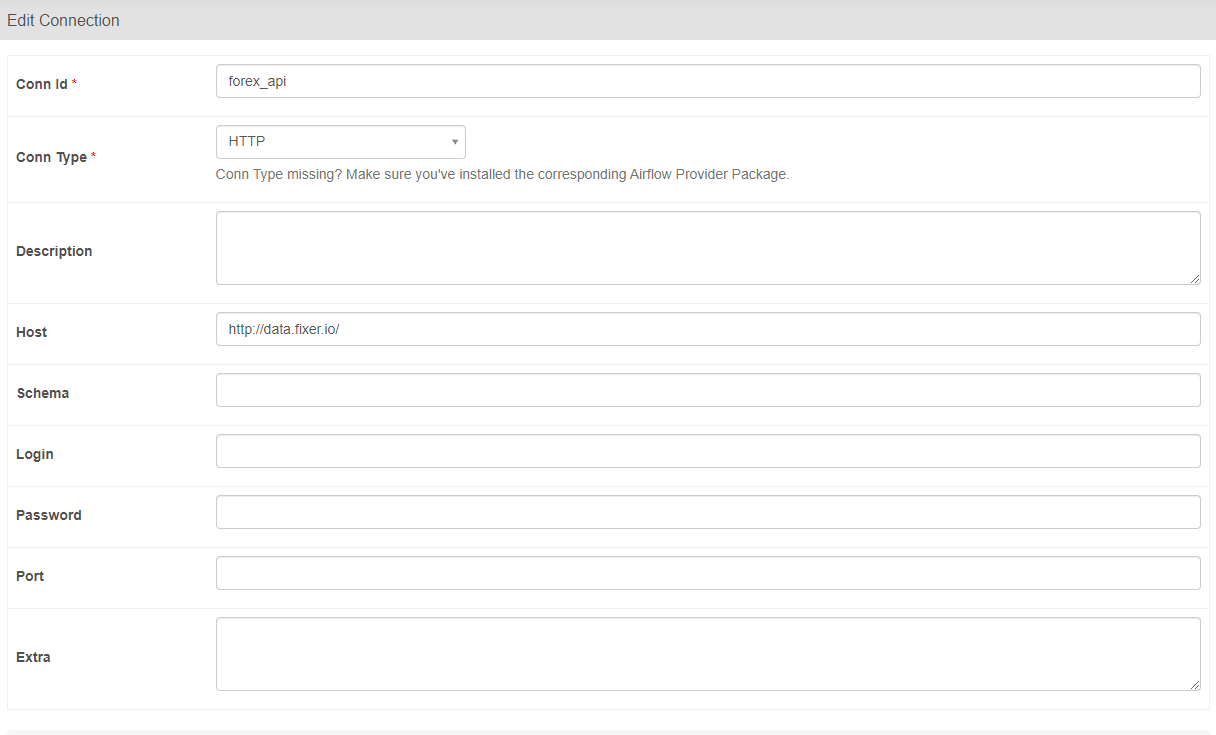 Edit Connection
Conn Id *
forex_api
Conn Type *
HTTP
Conn Type missing? Make sure you've installed the corresponding Airflow Provider Package.
Description
Host
http://data.fixer.io/
Schema
Login
Password
Port
Extra